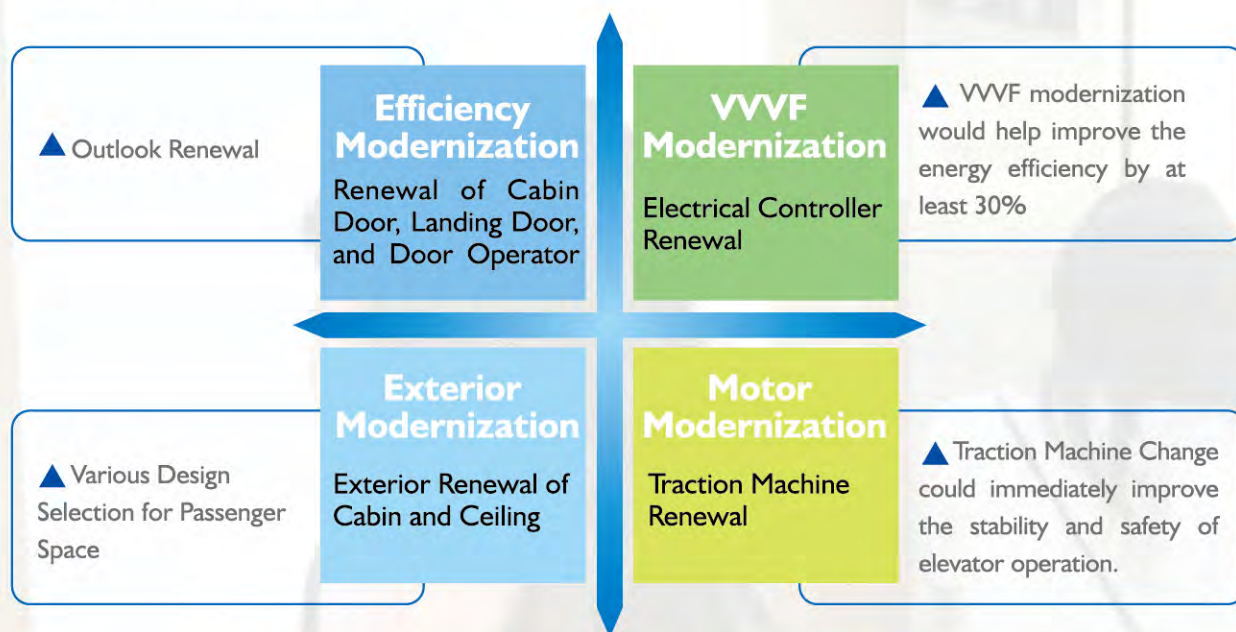 Efficiency
Modernization
Renewal of Cabin
Door, Landing Door,
and Door Operator
▲ Outlook Renewal
VVVF
Modernization
Electrical Controller
Renewal
▲ VVVF modernization
would help improve the
energy efficiency by at
least 30%
Exterior
Modernization
Exterior Renewal of
Cabin and Ceiling
▲ Various Design
Selection for Passenger
Space
Motor
Modernization
Traction Machine
Renewal
▲ Traction Machine Change
could immediately improve
the stability and safety of
elevator operation.